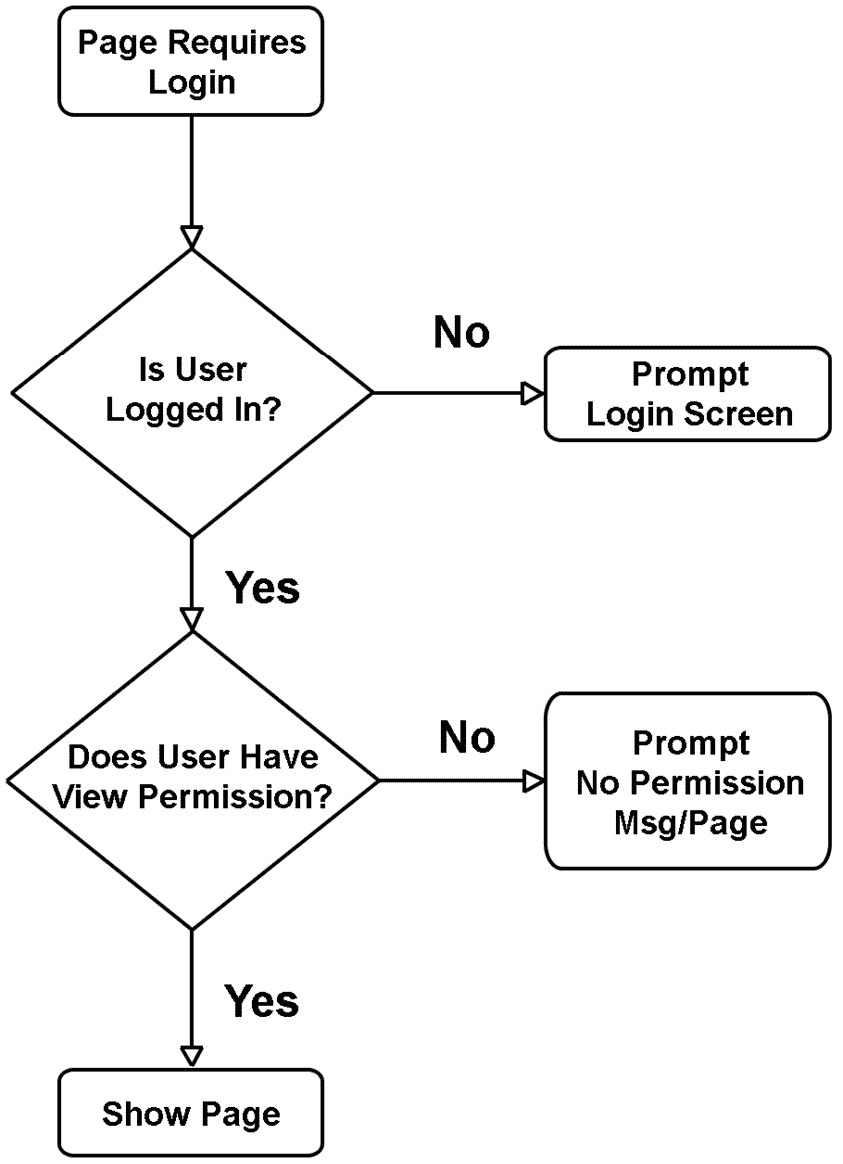 Page Requires
Login
Is User
Logged In?
No
Prompt
Login Screen
Yes
Does User Have
View Permission?
No
Prompt
No Permission
Msg/Page
Yes
Show Page